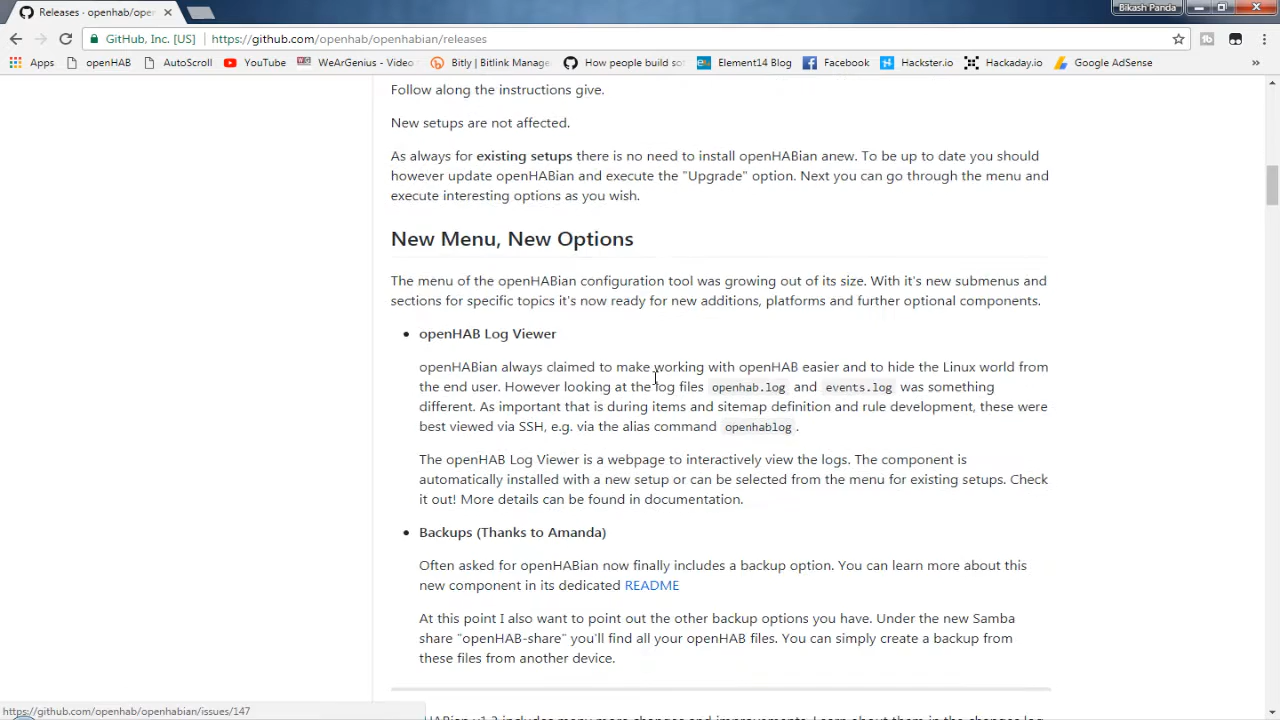 Releases · openhab/open
Bikash Panda
GitHub, Inc. [US] https://github.com/openhab/openhabian/releases
Apps openHAB AutoScroll YouTube WeArGenius - Video Bitly | Bitlink Manage How people build so Element14 Blog Facebook Hackster.io Hackaday.io Google AdSense »
Follow along the instructions give.
New setups are not affected.
As always for existing setups there is no need to install openHABian anew. To be up to date you should
however update openHABian and execute the "Upgrade" option. Next you can go through the menu and
execute interesting options as you wish.
New Menu, New Options
The menu of the openHABian configuration tool was growing out of its size. With it's new submenus and
sections for specific topics it's now ready for new additions, platforms and further optional components.
• openHAB Log Viewer
openHABian always claimed to make working with openHAB easier and to hide the Linux world from
the end user. However looking at the log files openhab.log and events.log was something
different. As important that is during items and sitemap definition and rule development, these were
best viewed via SSH, e.g. via the alias command openhablog.
The openHAB Log Viewer is a webpage to interactively view the logs. The component is
automatically installed with a new setup or can be selected from the menu for existing setups. Check
it out! More details can be found in documentation.
• Backups (Thanks to Amanda)
Often asked for openHABian now finally includes a backup option. You can learn more about this
new component in its dedicated README
At this point I also want to point out the other backup options you have. Under the new Samba
share "openHAB-share" you'll find all your openHAB files. You can simply create a backup from
these files from another device.
https://github.com/openhab/openhabian/issues/147